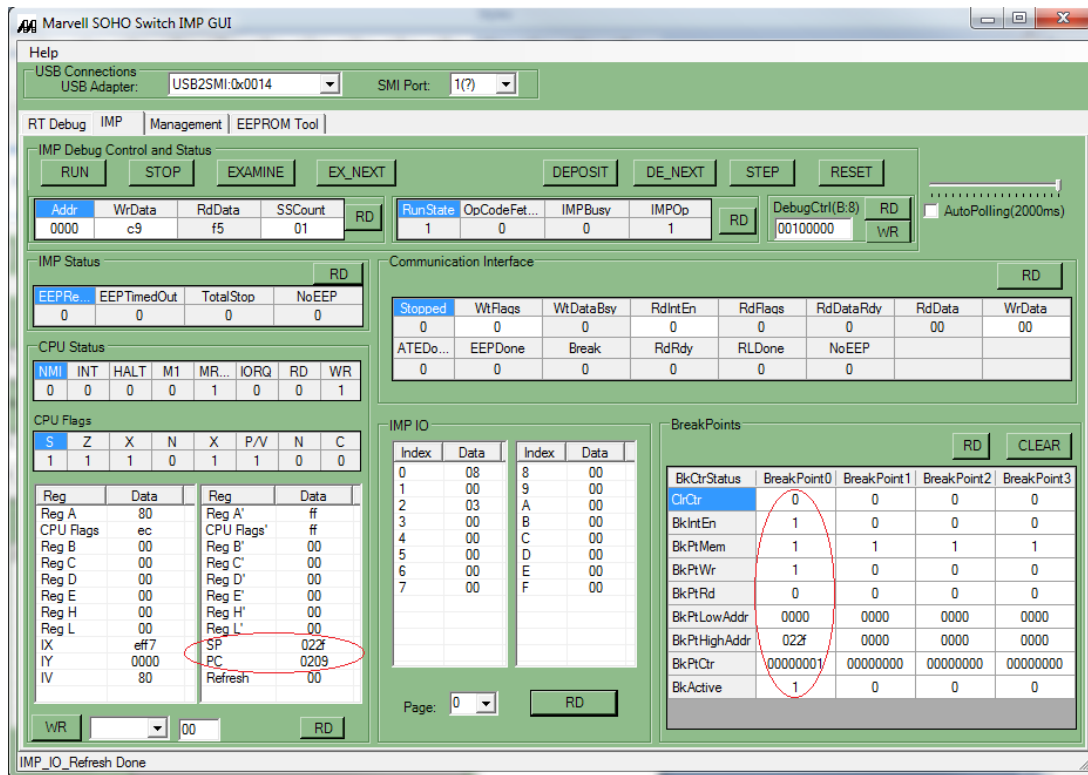 Marvell SOHO Switch IMP GUI
Help
USB Connections
USB Adapter: USB2SMI:0x0014 SMI Port: 1(?)
RT Debug IMP Management EEPROM Tool
IMP Debug Control and Status
RUN STOP EXAMINE EX_NEXT DEPOSIT DE_NEXT STEP RESET
Addr WrData RdData SSCount RD RunState OpCodeFet... IMPBusy IMPOp RD DebugCtrl(B:8) RD AutoPolling(2000ms)
0000 c9 f5 01 1 0 0 1 00100000 WR
IMP Status RD
EEPRe... EEPTimedOut TotalStop NoEEP
0 0 0 0
Communication Interface RD
Stopped WtFlags WtDataBsy RdIntEn RdFlags RdDataRdy RdData WrData
0 0 0 0 0 0 00 00
ATEDo... EEPDone Break RdRdy RLDone NoEEP
0 0 0 0 0 0
CPU Status
NMI INT HALT M1 MR... IORQ RD WR
0 0 0 0 1 0 0 1
CPU Flags
S Z X N X P/V N C
1 1 1 0 1 1 0 0
Reg Data Reg Data
Reg A 80 Reg A' ff
CPU Flags ec CPU Flags' ff
Reg B 00 Reg B' 00
Reg C 00 Reg C' 00
Reg D 00 Reg D' 00
Reg E 00 Reg E' 00
Reg H 00 Reg H' 00
Reg L 00 Reg L' 00
IX eff7 SP 022f
IY 0000 PC 0209
IV 80 Refresh 00
WR 00 RD
IMP IO
Index Data Index Data
0 08 8 00
1 00 9 00
2 03 A 00
3 00 B 00
4 00 C 00
5 00 D 00
6 00 E 00
7 00 F 00
Page: 0 RD
BreakPoints
RD CLEAR
BkCtrStatus BreakPoint0 BreakPoint1 BreakPoint2 BreakPoint3
ClrCtr 0 0 0 0
BkIntEn 1 0 0 0
BkPtMem 1 1 1 1
BkPtWr 1 0 0 0
BkPtRd 0 0 0 0
BkPtLowAddr 0000 0000 0000 0000
BkPtHighAddr 022f 0000 0000 0000
BkPtCtr 00000001 00000000 00000000 00000000
BkActive 1 0 0 0
IMP_IO_Refresh Done